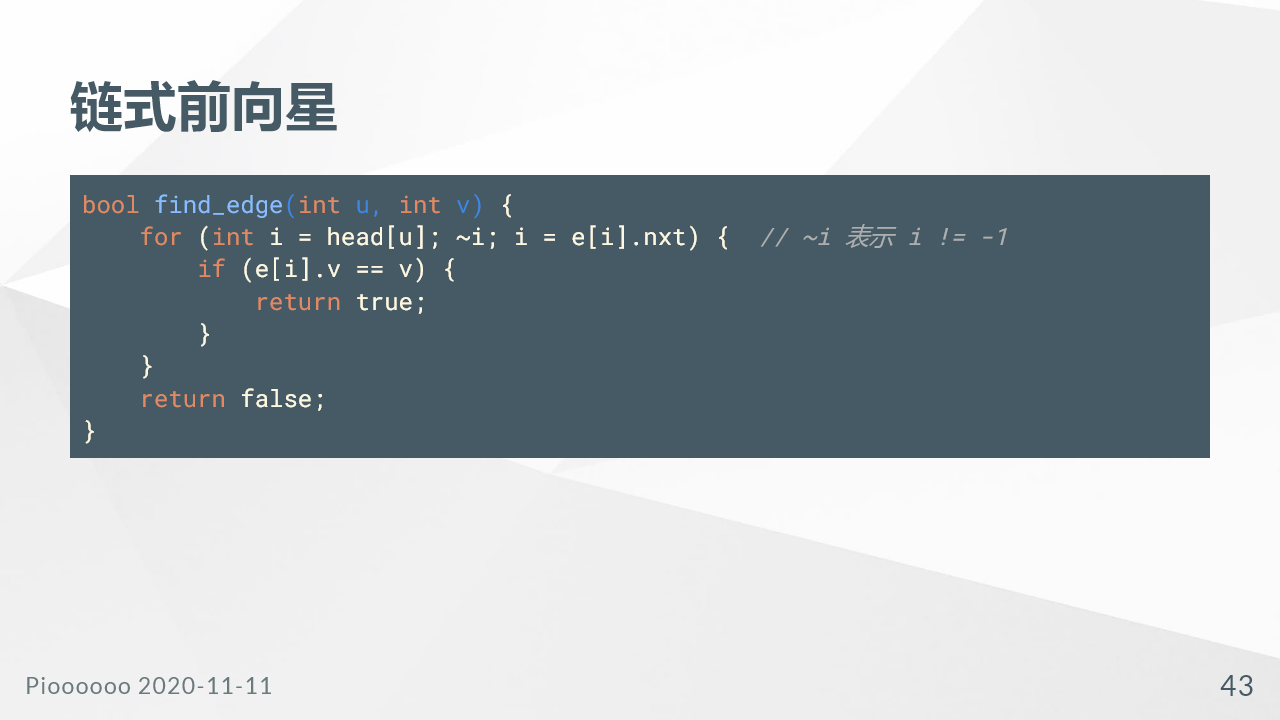 链式前向星
bool find_edge(int u, int v) {
    for (int i = head[u]; ~i; i = e[i].nxt) {  // ~i 表示 i != -1
        if (e[i].v == v) {
            return true;
        }
    }
    return false;
}
Pioooooo 2020-11-11
43